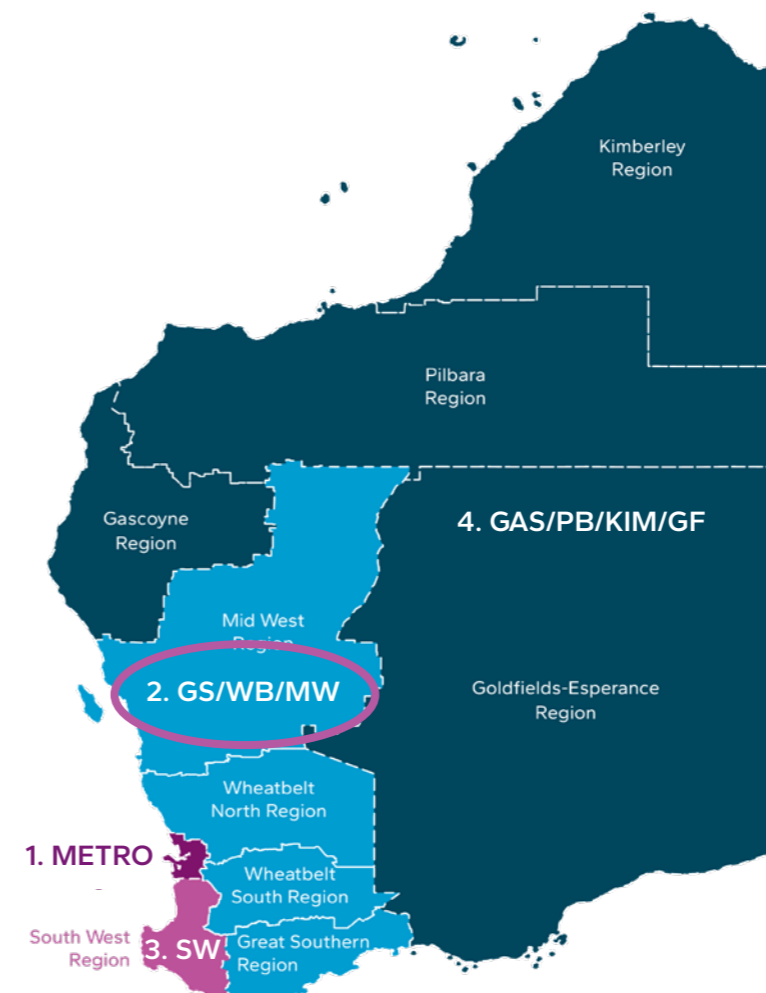 Kimberley
Region
Pilbara
Region
Gascoyne
Region
4. GAS/PB/KIM/GF
Mid West
Region
2. GS/WB/MW
Goldfields-Esperance
Region
Wheatbelt
North Region
1. METRO
Wheatbelt
South Region
South West
Region
3. SW
Great Southern
Region